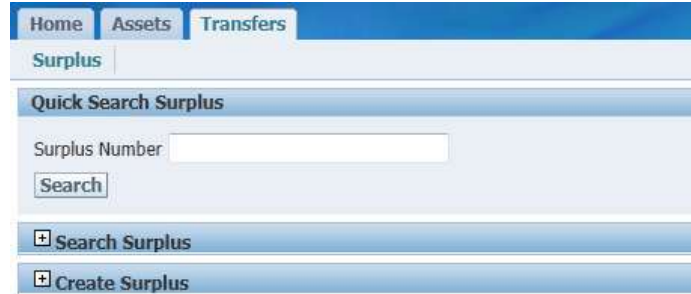 Home Assets Transfers
Surplus
Quick Search Surplus
Surplus Number
Search
Search Surplus
Create Surplus